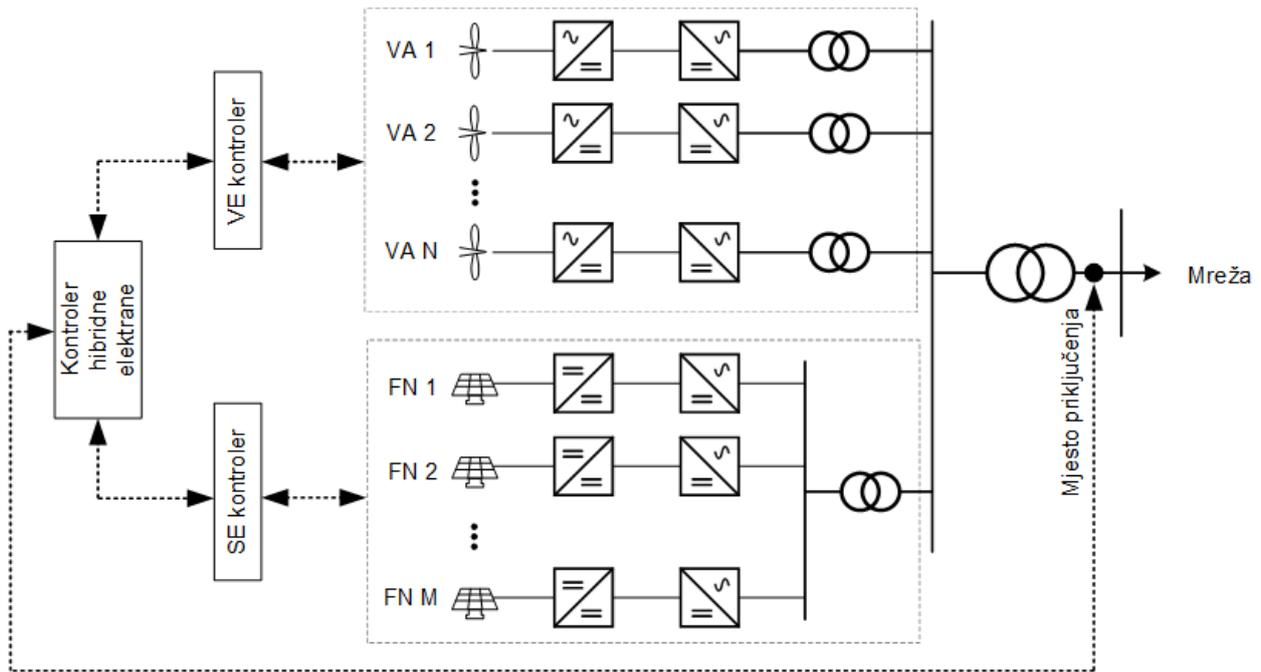 VA 1
VA 2
VA N
VE kontroler
Kontroler
hibridne
elektrane
Mreža
Mjesto priključenja
FN 1
FN 2
SE kontroler
FN M